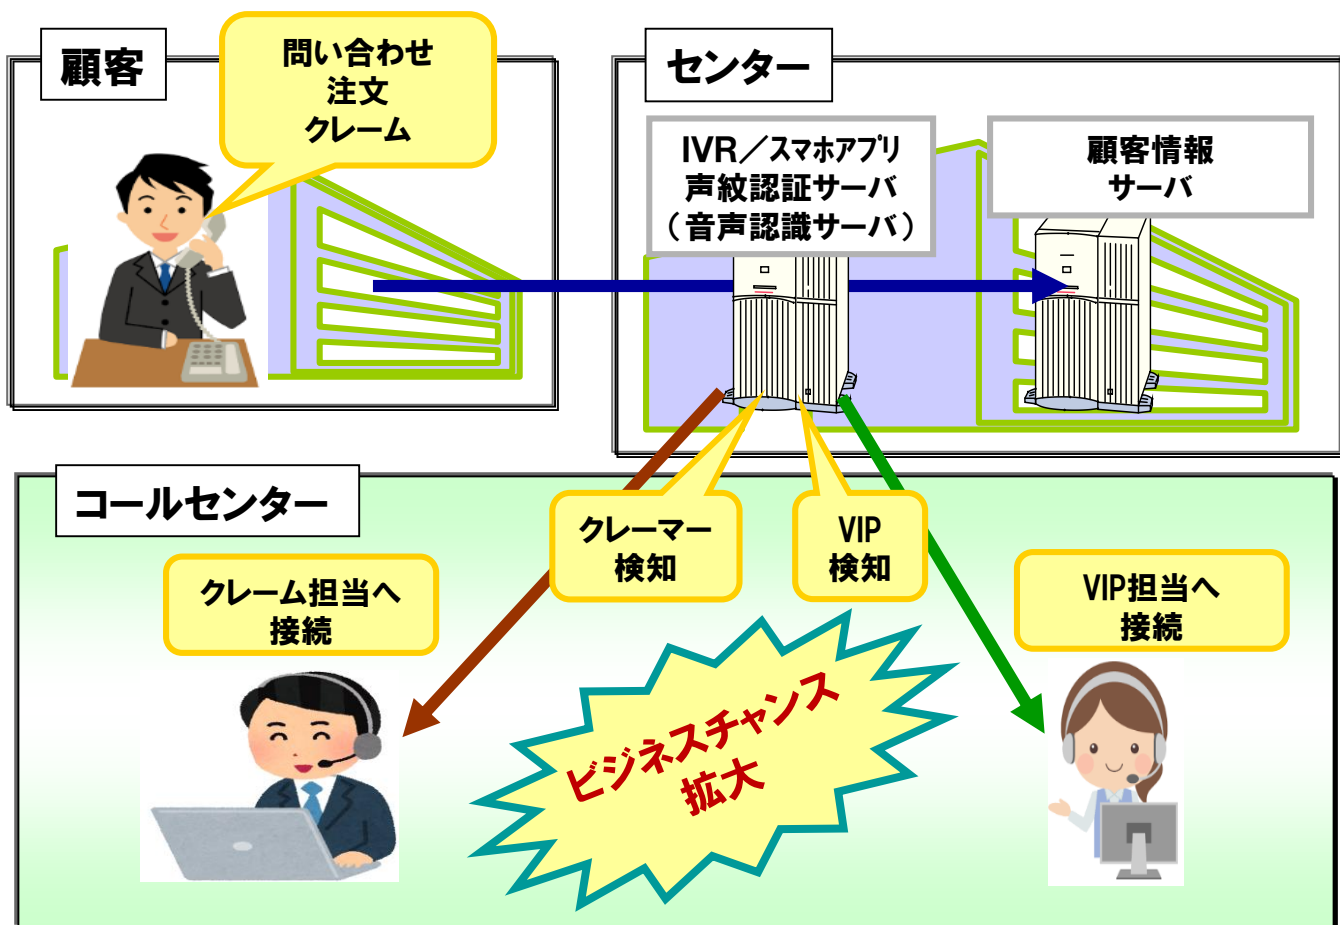 顧客
問い合わせ
注文
クレーム
センター
IVR／スマホアプリ
声紋認証サーバ
（音声認識サーバ）
顧客情報
サーバ
コールセンター
クレーマー
検知
VIP
検知
クレーム担当へ
接続
VIP担当へ
接続
ビジネスチャンス
拡大